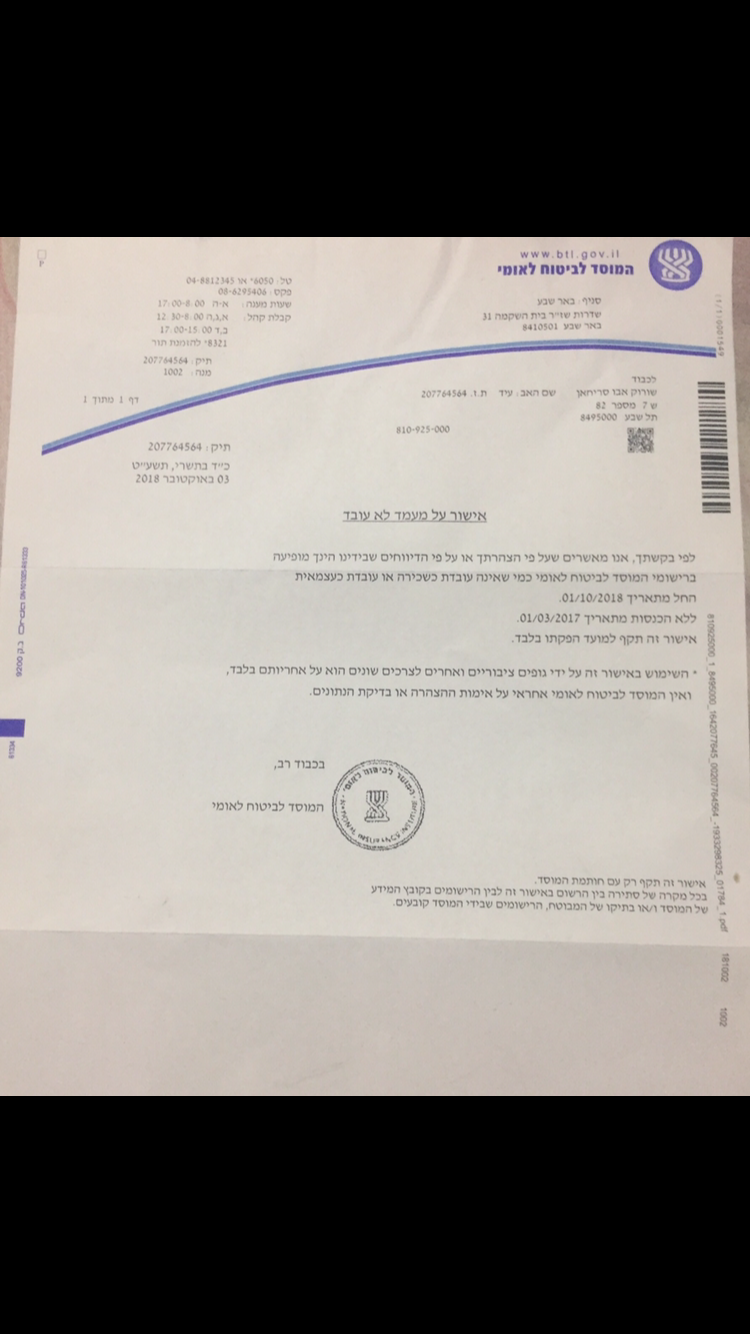 www.btl.gov.il
המוסד לביטוח לאומי
סניף: באר שבע
שדרות שז״ר בית השקמה 31
באר שבע 8410501
טל: 6050* או 04-8812345
פקס: 08-6295406
שעות מענה: א-ה 17:00-8:00
קבלת קהל: א,ג,ה 12:30-8:00
ב,ד 17:00-15:00
8321* להזמנת תור
תיק: 207764564
מנה: 1002
דף 1 מתוך 1
לכבוד
שורוק אבו סריחאן שם האב: עיד ת.ז. 207764564
ש 7 מספר 82
תל שבע 8495000
810-925-000
תיק: 207764564
כ״ד בתשרי, תשע״ט
03 באוקטובר 2018
אישור על מעמד לא עובד
לפי בקשתך, אנו מאשרים שעל פי הצהרתך או על פי הדיווחים שבידינו הינך מופיעה
ברישומי המוסד לביטוח לאומי כמי שאינה עובדת כשכירה או עובדת כעצמאית
החל מתאריך 01/10/2018.
ללא הכנסות מתאריך 01/03/2017.
אישור זה תקף למועד הפקתו בלבד.
* השימוש באישור זה על ידי גופים ציבוריים ואחרים לצרכים שונים הוא על אחריותם בלבד,
ואין המוסד לביטוח לאומי אחראי על אימות ההצהרה או בדיקת הנתונים.
בכבוד רב,
המוסד לביטוח לאומי
המוסד לביטוח לאומי
אישור זה תקף רק עם חותמת המוסד.
בכל מקרה של סתירה בין הרשום באישור זה לבין הרישומים בקובץ המידע
של המוסד ו/או בתיקו של המבוטח, הרישומים שבידי המוסד קובעים.
181002
1002